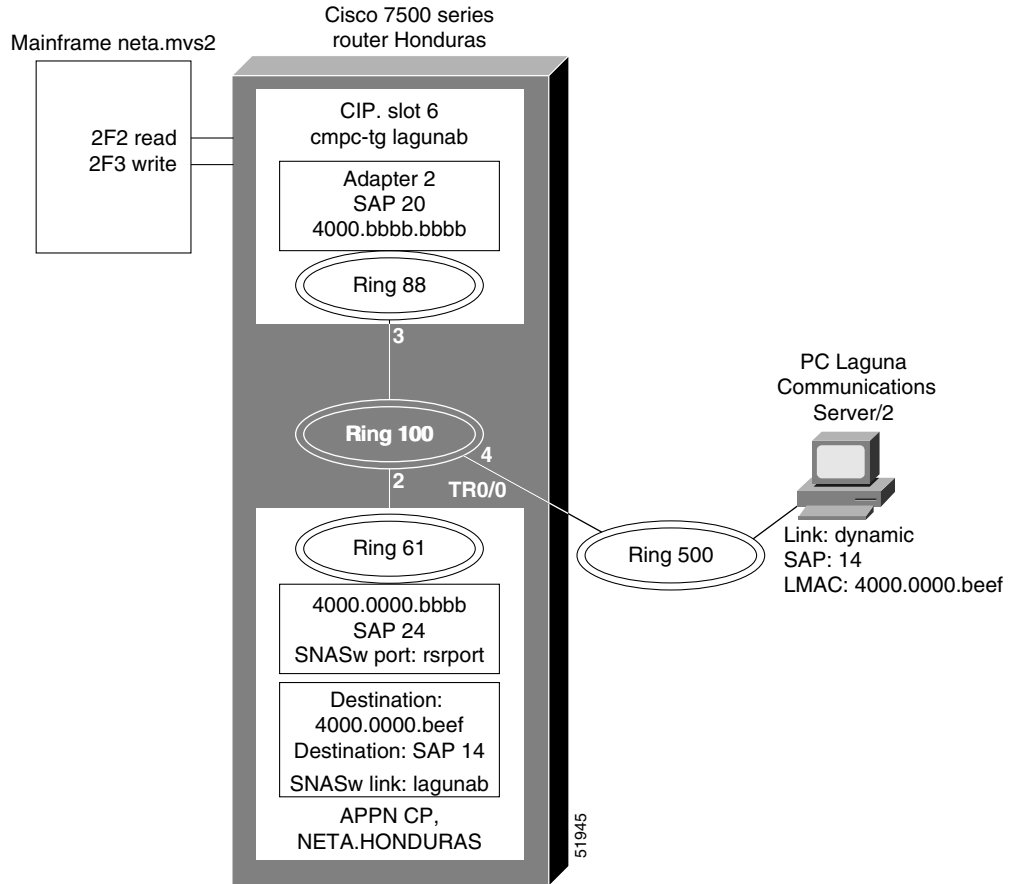 Cisco 7500 series
router Honduras
Mainframe neta.mvs2
2F2 read
2F3 write
CIP. slot 6
cmpc-tg lagunab
Adapter 2
SAP 20
4000.bbbb.bbbb
Ring 88
3
Ring 100
4
2
TR0/0
PC Laguna
Communications
Server/2
Link: dynamic
SAP: 14
LMAC: 4000.0000.beef
Ring 500
Ring 61
4000.0000.bbbb
SAP 24
SNASw port: rsrport
Destination:
4000.0000.beef
Destination: SAP 14
SNASw link: lagunab
APPN CP,
NETA.HONDURAS
51945